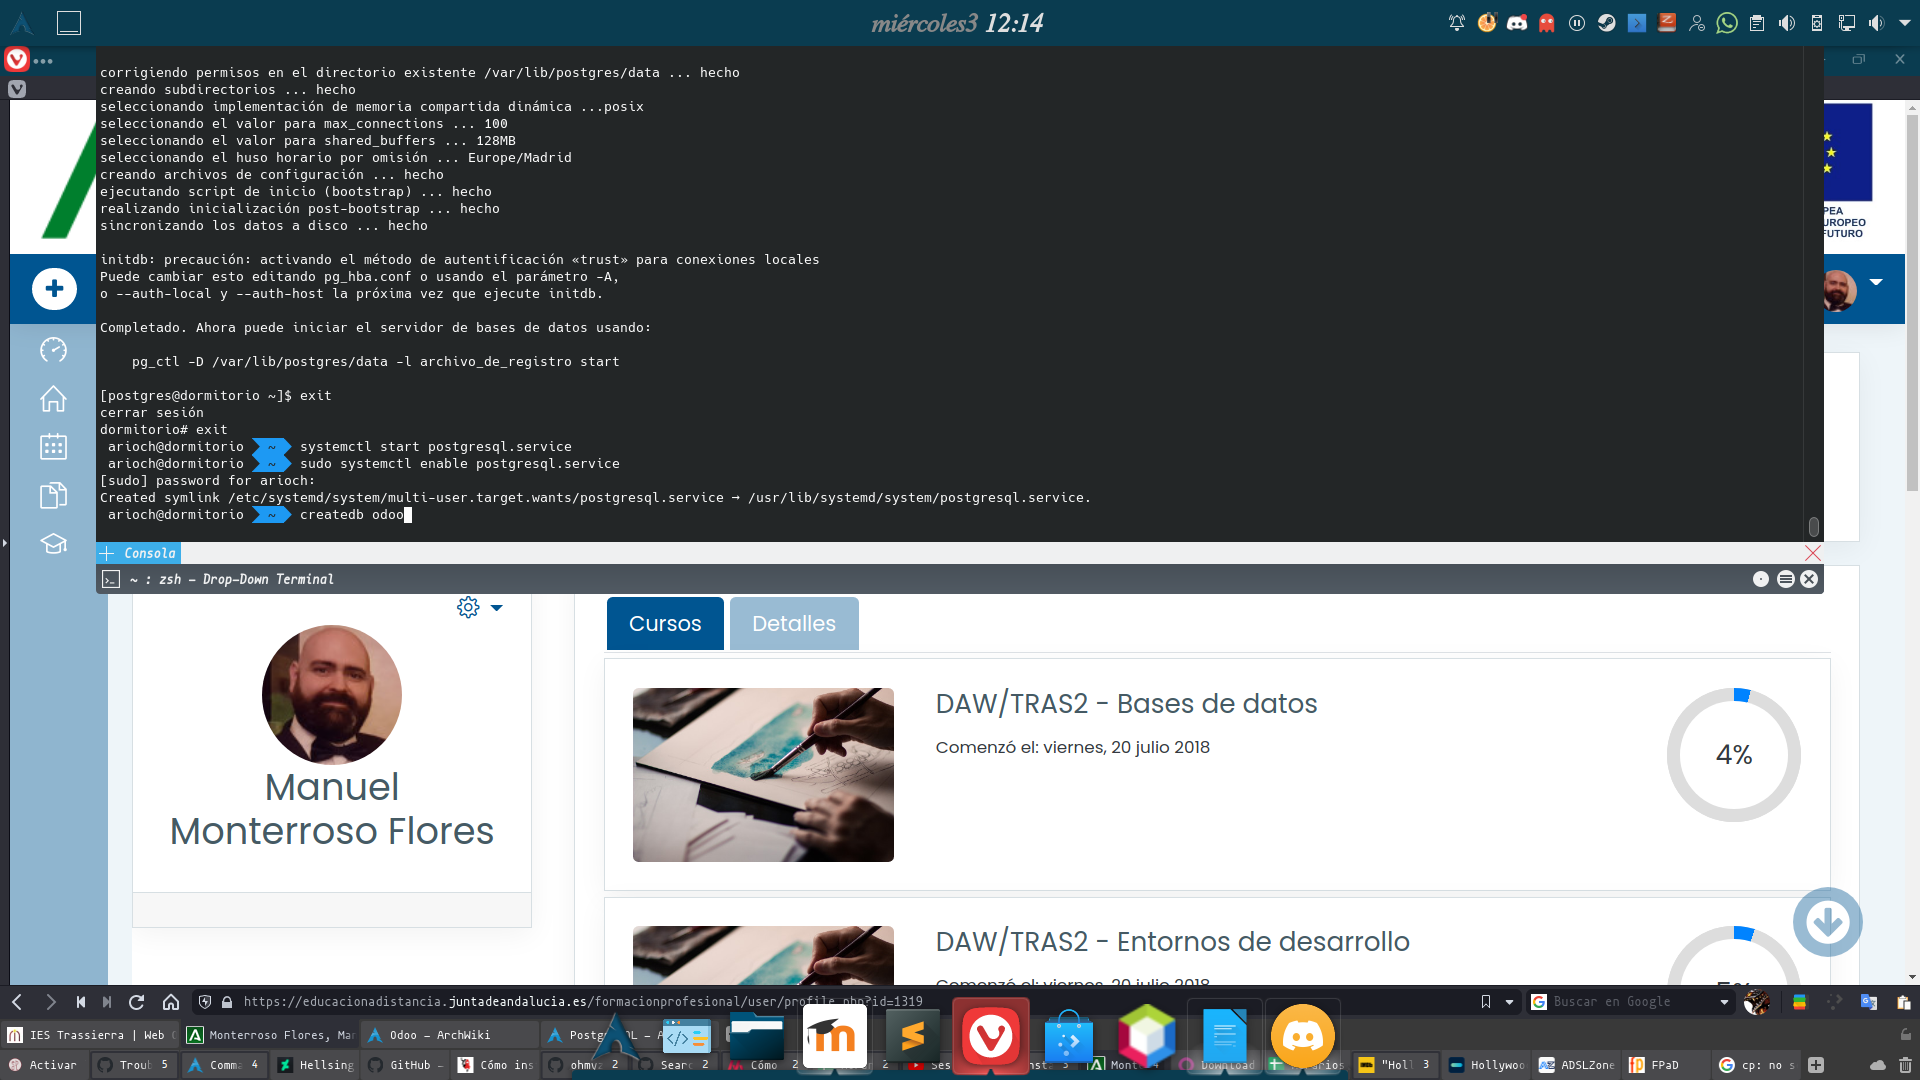 miércoles3 12:14
corrigiendo permisos en el directorio existente /var/lib/postgres/data ... hecho
creando subdirectorios ... hecho
seleccionando implementación de memoria compartida dinámica ...posix
seleccionando el valor para max_connections ... 100
seleccionando el valor para shared_buffers ... 128MB
seleccionando el huso horario por omisión ... Europe/Madrid
creando archivos de configuración ... hecho
ejecutando script de inicio (bootstrap) ... hecho
realizando inicialización post-bootstrap ... hecho
sincronizando los datos a disco ... hecho
initdb: precaución: activando el método de autentificación «trust» para conexiones locales
Puede cambiar esto editando pg_hba.conf o usando el parámetro -A,
o --auth-local y --auth-host la próxima vez que ejecute initdb.
Completado. Ahora puede iniciar el servidor de bases de datos usando:
pg_ctl -D /var/lib/postgres/data -l archivo_de_registro start
[postgres@dormitorio ~]$ exit
cerrar sesión
dormitorio# exit
arioch@dormitorio ~ systemctl start postgresql.service
arioch@dormitorio ~ sudo systemctl enable postgresql.service
[sudo] password for arioch:
Created symlink /etc/systemd/system/multi-user.target.wants/postgresql.service → /usr/lib/systemd/system/postgresql.service.
arioch@dormitorio ~ createdb odoo
Consola
~ : zsh – Drop-Down Terminal
PEA
UROPEO
FUTURO
Manuel
Monterroso Flores
Cursos
Detalles
DAW/TRAS2 - Bases de datos
Comenzó el: viernes, 20 julio 2018
4%
DAW/TRAS2 - Entornos de desarrollo
Comenzó el: viernes, 20 julio 2018
https://educacionadistancia.juntadeandalucia.es/formacionprofesional/user/profile.php?id=1319
Buscar en Google
IES Trassierra | Web
Monterroso Flores, Ma
Odoo – ArchWiki
Activar
Troub 5
Comma 4
Hellsing
GitHub –
Cómo ins
ohmy 2
Sear 2
Cómo 2
Ses
Mont 4
Download
"Hol 3
Hollywoo
ADSLZone
FPaD
cp: no s